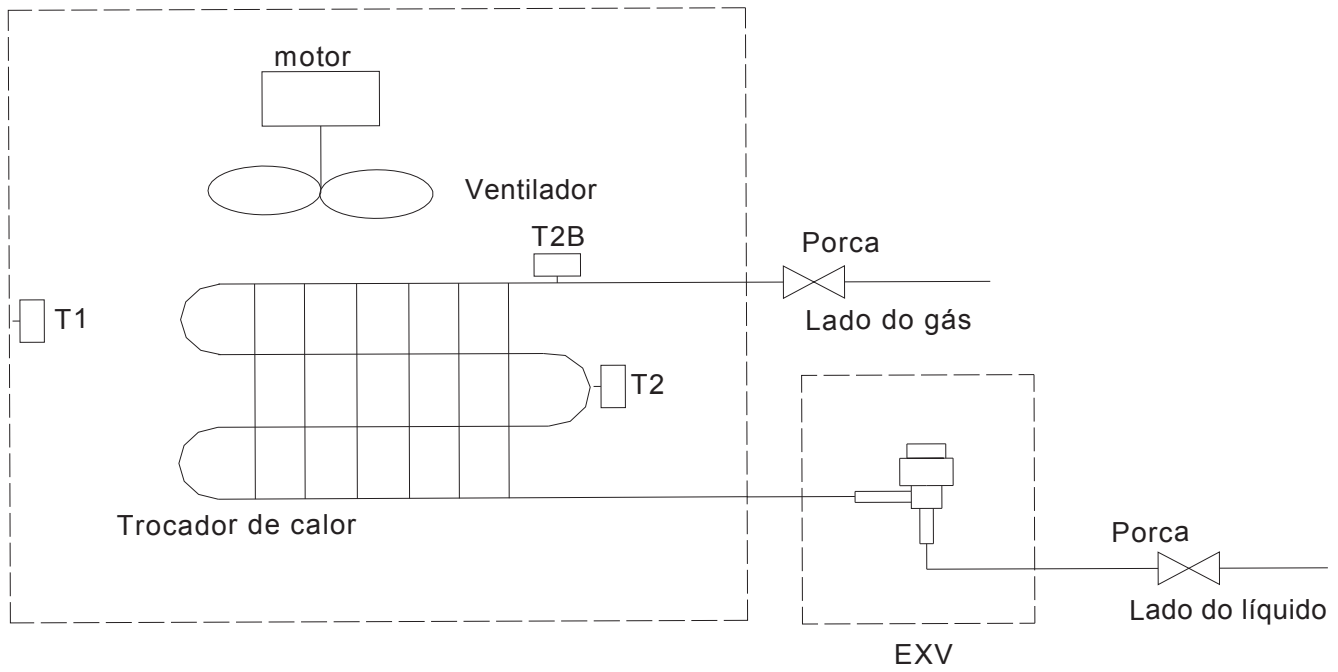 motor
Ventilador
T2B
Porca
T1
Lado do gás
T2
Trocador de calor
Porca
Lado do líquido
EXV